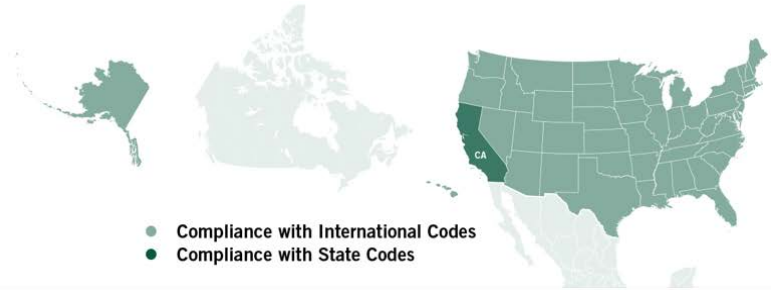 CA
Compliance with International Codes
Compliance with State Codes